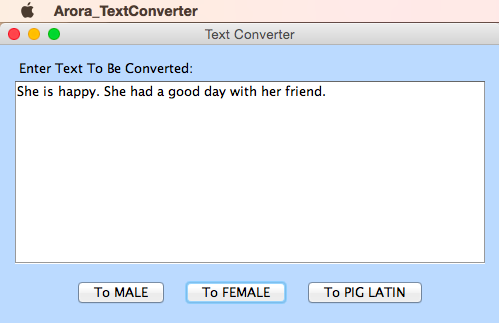 Arora_TextConverter
Text Converter
Enter Text To Be Converted:
She is happy. She had a good day with her friend.
To MALE To FEMALE To PIG LATIN